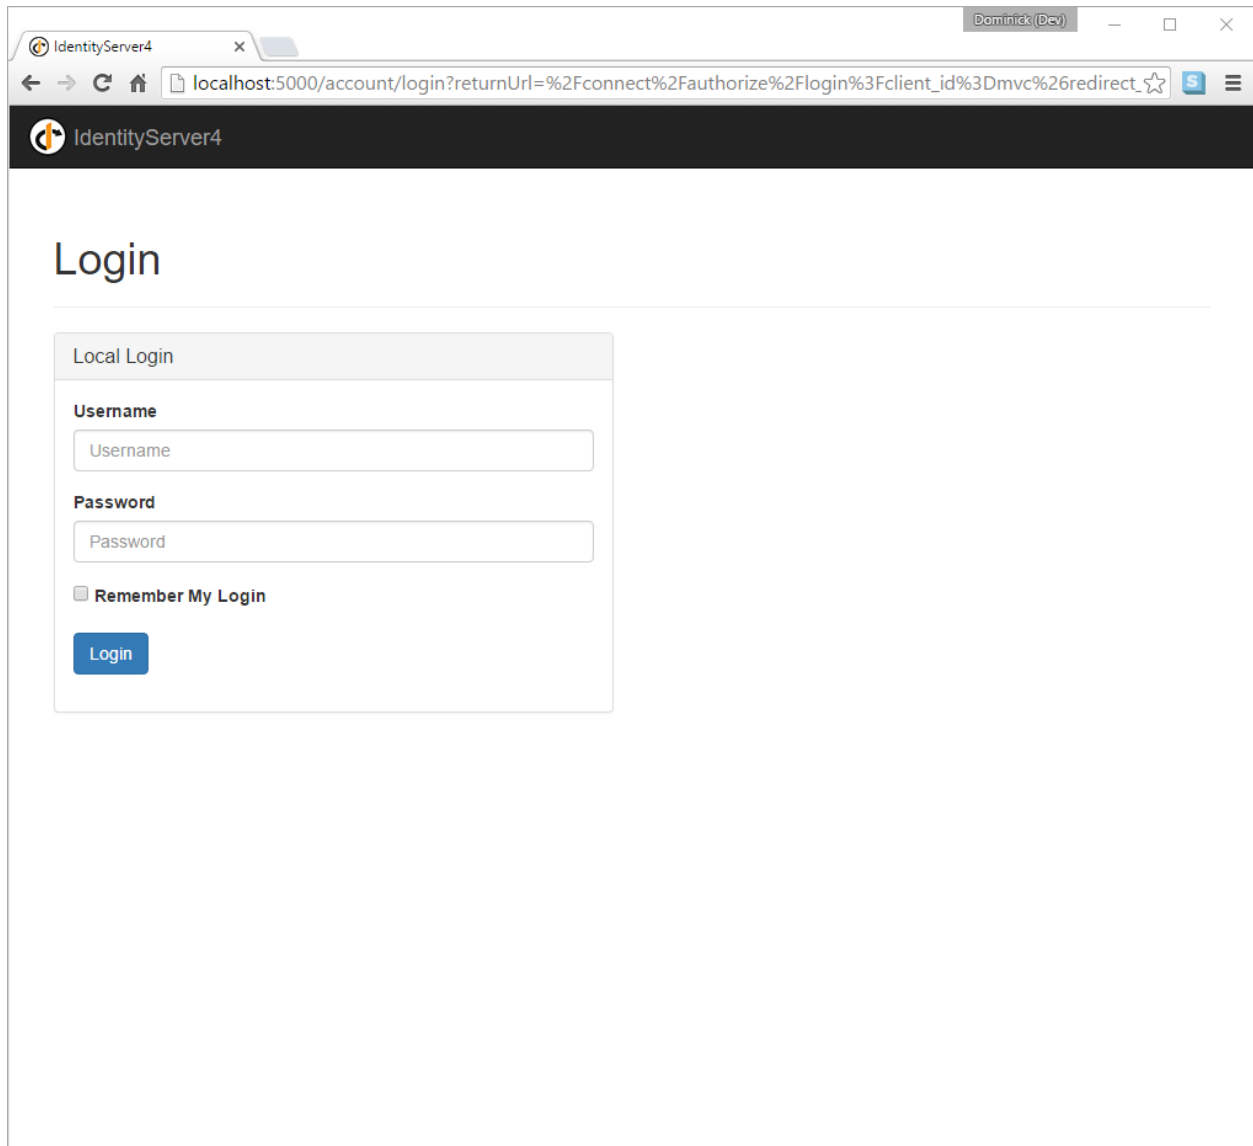 Dominick (Dev)
IdentityServer4
localhost:5000/account/login?returnUrl=%2Fconnect%2Fauthorize%2Flogin%3Fclient_id%3Dmvc%26redirect_
S
IdentityServer4
Login
Local Login
Username
Username
Password
Password
Remember My Login
Login